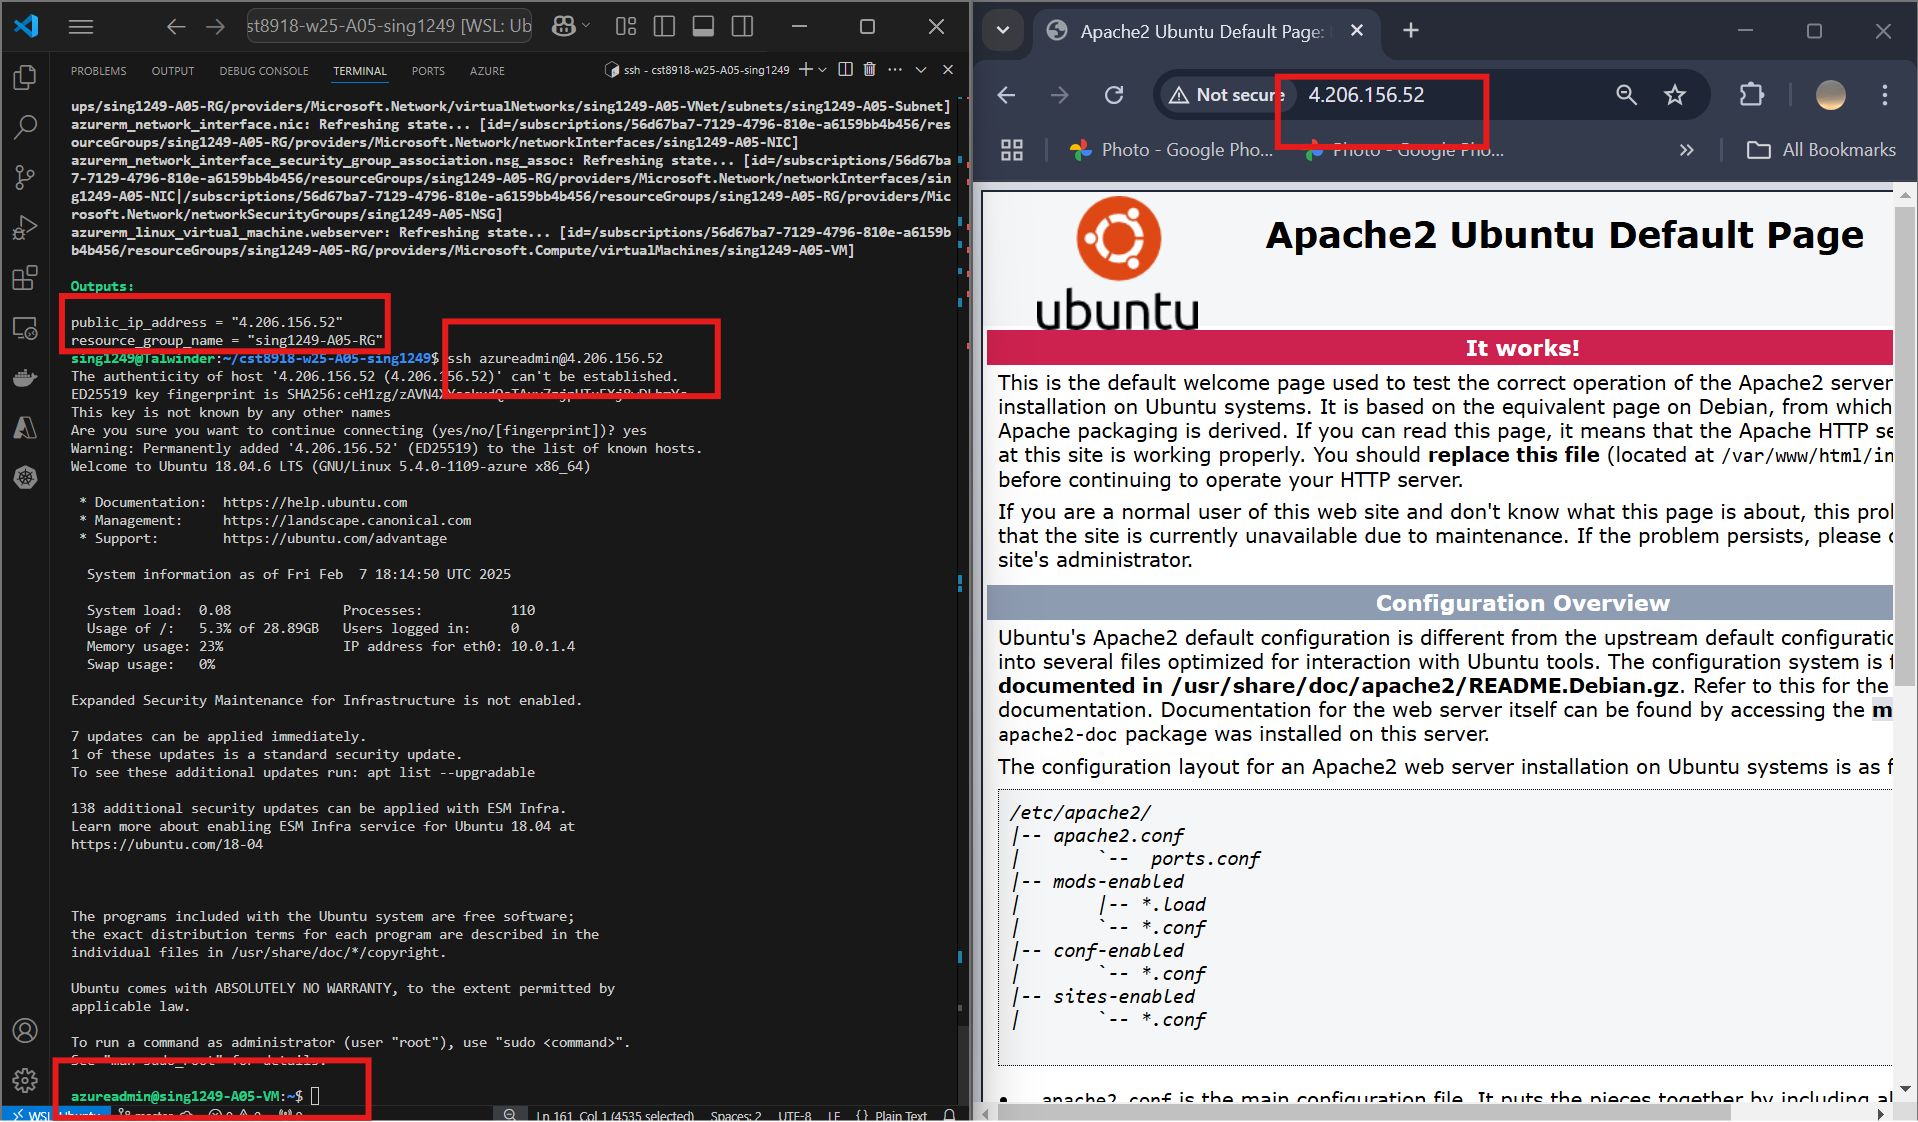 cst8918-w25-A05-sing1249 [WSL: Ub
PROBLEMS OUTPUT DEBUG CONSOLE TERMINAL PORTS AZURE
ssh - cst8918-w25-A05-sing1249
ups/sing1249-A05-RG/providers/Microsoft.Network/virtualNetworks/sing1249-A05-VNet/subnets/sing1249-A05-Subnet]
azurerm_network_interface.nic: Refreshing state... [id=/subscriptions/56d67ba7-7129-4796-810e-a6159bb4b456/res
ourceGroups/sing1249-A05-RG/providers/Microsoft.Network/networkInterfaces/sing1249-A05-NIC]
azurerm_network_interface_security_group_association.nsg_assoc: Refreshing state... [id=/subscriptions/56d67ba
7-7129-4796-810e-a6159bb4b456/resourceGroups/sing1249-A05-RG/providers/Microsoft.Network/networkInterfaces/sin
g1249-A05-NIC|/subscriptions/56d67ba7-7129-4796-810e-a6159bb4b456/resourceGroups/sing1249-A05-RG/providers/Mic
rosoft.Network/networkSecurityGroups/sing1249-A05-NSG]
azurerm_linux_virtual_machine.webserver: Refreshing state... [id=/subscriptions/56d67ba7-7129-4796-810e-a6159b
b4b456/resourceGroups/sing1249-A05-RG/providers/Microsoft.Compute/virtualMachines/sing1249-A05-VM]
Outputs:
public_ip_address = "4.206.156.52"
resource_group_name = "sing1249-A05-RG"
sing1249@Talwinder:~/cst8918-w25-A05-sing1249$ ssh azureadmin@4.206.156.52
The authenticity of host '4.206.156.52 (4.206.156.52)' can't be established.
ED25519 key fingerprint is
This key is not known by any other names
Are you sure you want to continue connecting (yes/no/[fingerprint])? yes
Warning: Permanently added '4.206.156.52' (ED25519) to the list of known hosts.
Welcome to Ubuntu 18.04.6 LTS (GNU/Linux 5.4.0-1109-azure x86_64)
* Documentation: https://help.ubuntu.com
* Management: https://landscape.canonical.com
* Support: https://ubuntu.com/advantage
System information as of Fri Feb 7 18:14:50 UTC 2025
System load: 0.08 Processes: 110
Usage of /: 5.3% of 28.89GB Users logged in: 0
Memory usage: 23% IP address for eth0: 10.0.1.4
Swap usage: 0%
Expanded Security Maintenance for Infrastructure is not enabled.
7 updates can be applied immediately.
1 of these updates is a standard security update.
To see these additional updates run: apt list --upgradable
138 additional security updates can be applied with ESM Infra.
Learn more about enabling ESM Infra service for Ubuntu 18.04 at
https://ubuntu.com/18-04
The programs included with the Ubuntu system are free software;
the exact distribution terms for each program are described in the
individual files in /usr/share/doc/*/copyright.
Ubuntu comes with ABSOLUTELY NO WARRANTY, to the extent permitted by
applicable law.
To run a command as administrator (user "root"), use "sudo <command>".
See "man sudo_root" for details.
azureadmin@sing1249-A05-VM:~$
Ln 161, Col 1 (4535 selected) Spaces: 2 UTF-8 LF {} Plain Text
Apache2 Ubuntu Default Page:
Not secure 4.206.156.52
Photo - Google Pho... Photo - Google Pho... » All Bookmarks
ubuntu
Apache2 Ubuntu Default Page
It works!
This is the default welcome page used to test the correct operation of the Apache2 server
installation on Ubuntu systems. It is based on the equivalent page on Debian, from which
Apache packaging is derived. If you can read this page, it means that the Apache HTTP se
at this site is working properly. You should replace this file (located at /var/www/html/in
before continuing to operate your HTTP server.
If you are a normal user of this web site and don't know what this page is about, this prob
that the site is currently unavailable due to maintenance. If the problem persists, please c
site's administrator.
Configuration Overview
Ubuntu's Apache2 default configuration is different from the upstream default configuratio
into several files optimized for interaction with Ubuntu tools. The configuration system is f
documented in /usr/share/doc/apache2/README.Debian.gz. Refer to this for the
documentation. Documentation for the web server itself can be found by accessing the m
apache2-doc package was installed on this server.
The configuration layout for an Apache2 web server installation on Ubuntu systems is as f
/etc/apache2/
|-- apache2.conf
|       `-- ports.conf
|-- mods-enabled
|       |-- *.load
|       `-- *.conf
|-- conf-enabled
|       `-- *.conf
|-- sites-enabled
|       `-- *.conf
• apache2.conf is the main configuration file. It puts the pieces together by including al